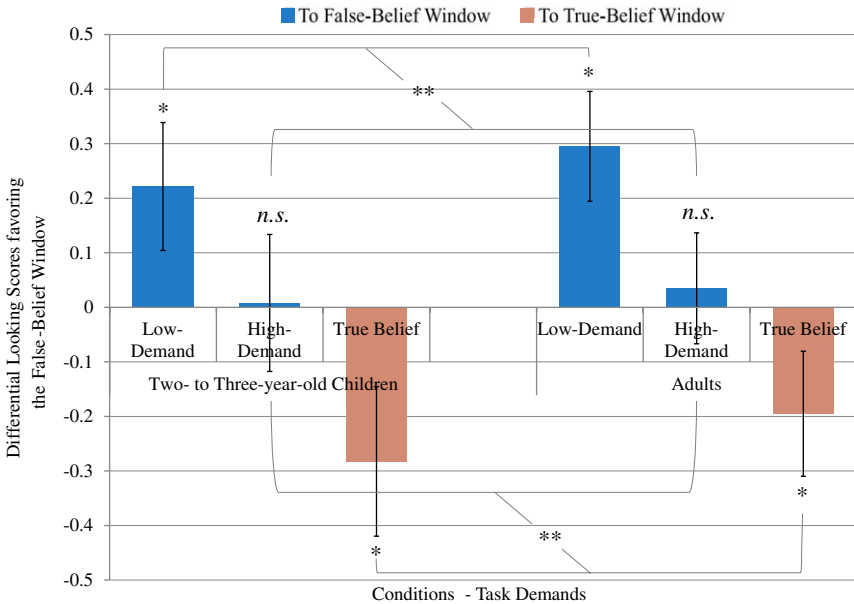 To False-Belief Window To True-Belief Window
Differential Looking Scores favoring
the False-Belief Window
0.5
0.4
0.3
0.2
0.1
0
-0.1
-0.2
-0.3
-0.4
-0.5
*
n.s.
**
*
n.s.
Low-
Demand
High-
Demand
True Belief
Low-Demand
High-
Demand
True Belief
Two- to Three-year-old Children
Adults
*
**
*
Conditions - Task Demands